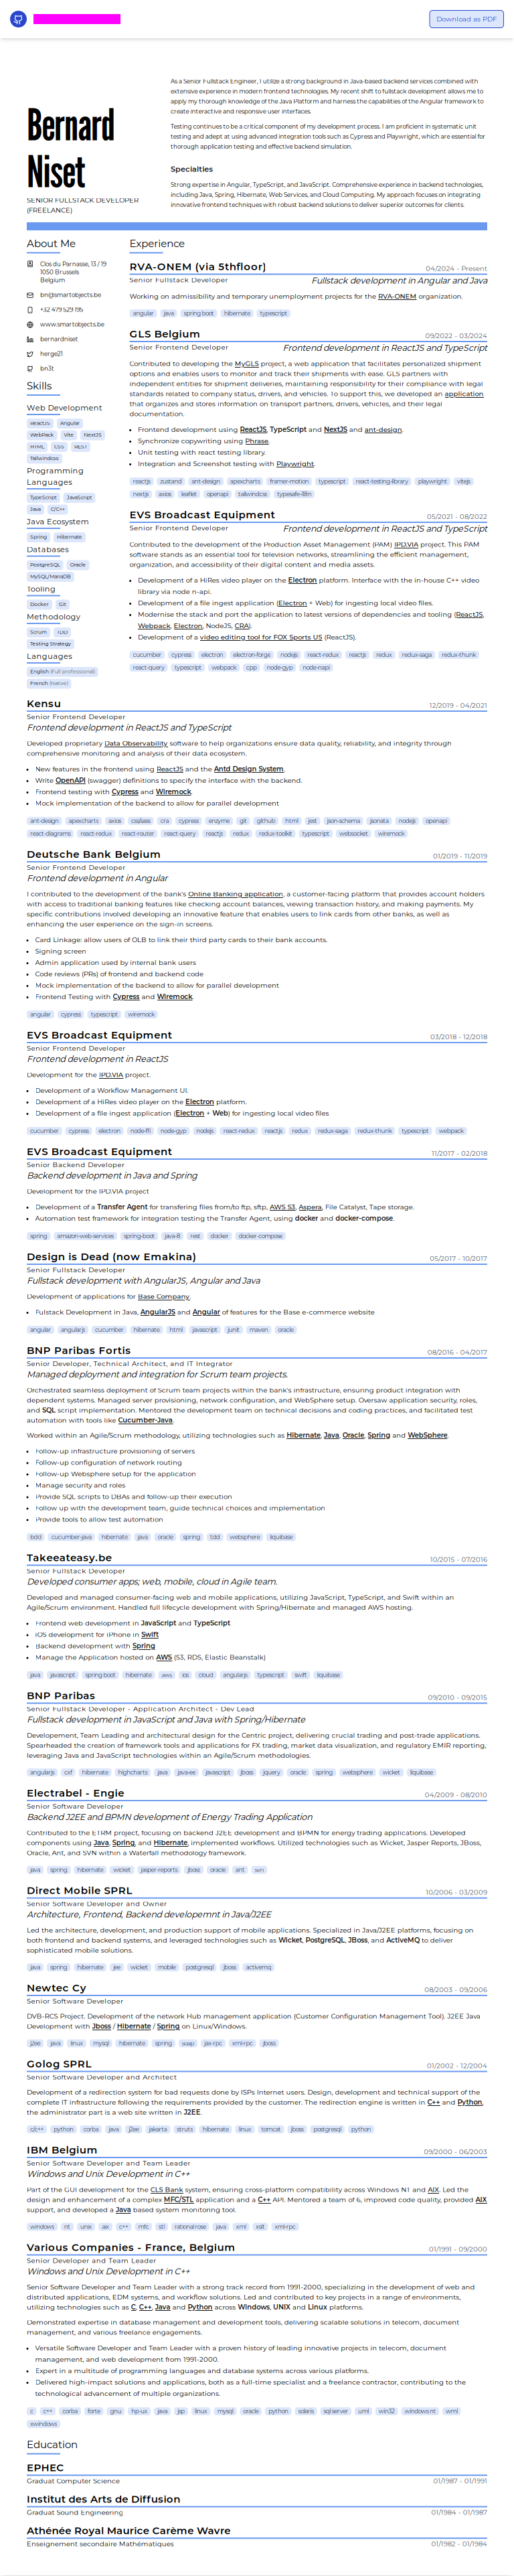 Download as PDF
Bernard
Niset
SENIOR FULLSTACK DEVELOPER
(FREELANCE)
As a Senior Fullstack Engineer, I utilize a strong background in Java-based backend services combined with
extensive experience in modern frontend technologies. My recent shift to fullstack development allows me to
apply my thorough knowledge of the Java Platform and harness the capabilities of the Angular framework to
create interactive and responsive user interfaces.
Testing continues to be a critical component of my development process. I am proficient in systematic unit
testing and adept at using advanced integration tools such as Cypress and Playwright, which are essential for
thorough application testing and effective backend simulation.
Specialties
Strong expertise in Angular, TypeScript, and JavaScript. Comprehensive experience in backend technologies,
including Java, Spring, Hibernate, Web Services, and Cloud Computing. My approach focuses on integrating
innovative frontend techniques with robust backend solutions to deliver superior outcomes for clients.
About Me
Clos du Parnasse, 13 / 19
1050 Brussels
Belgium
bn@smartobjects.be
+32 479 529 195
www.smartobjects.be
bernardniset
herge21
bn3t
Skills
Web Development
ReactJS Angular
WebPack Vite NextJS
HTML CSS REST
Tailwindcss
Programming
Languages
TypeScript JavaScript
Java C/C++
Java Ecosystem
Spring Hibernate
Databases
PostgreSQL Oracle
MySQL/MariaDB
Tooling
Docker Git
Methodology
Scrum TDD
Testing Strategy
Languages
English (Full professional)
French (Native)
Experience
RVA-ONEM (via 5thfloor) 04/2024 - Present
Senior Fullstack Developer Fullstack development in Angular and Java
Working on admissibility and temporary unemployment projects for the RVA-ONEM organization.
angular java spring boot hibernate typescript
GLS Belgium 09/2022 - 03/2024
Senior Frontend Developer Frontend development in ReactJS and TypeScript
Contributed to developing the MyGLS project, a web application that facilitates personalized shipment
options and enables users to monitor and track their shipments with ease. GLS partners with
independent entities for shipment deliveries, maintaining responsibility for their compliance with legal
standards related to company status, drivers, and vehicles. To support this, we developed an application
that organizes and stores information on transport partners, drivers, vehicles, and their legal
documentation.
• Frontend development using ReactJS, TypeScript and NextJS and ant-design.
• Synchronize copywriting using Phrase.
• Unit testing with react testing library.
• Integration and Screenshot testing with Playwright.
reactjs zustand ant-design apexcharts framer-motion typescript react-testing-library playwright vitejs
nextjs axios leaflet openapi tailwindcss typesafe-i18n
EVS Broadcast Equipment 05/2021 - 08/2022
Senior Frontend Developer Frontend development in ReactJS and TypeScript
Contributed to the development of the Production Asset Management (PAM) IPD.VIA project. This PAM
software stands as an essential tool for television networks, streamlining the efficient management,
organization, and accessibility of their digital content and media assets.
• Development of a HiRes video player on the Electron platform. Interface with the in-house C++ video
library via node n-api.
• Development of a file ingest application (Electron + Web) for ingesting local files.
• Modernise the stack and port the application to latest versions of dependencies and tooling (ReactJS,
Webpack, Electron, NodeJS, CRA).
• Development of a video editing tool for FOX Sports US (ReactJS).
cucumber cypress electron electron-forge nodejs react-redux reactjs redux redux-saga redux-thunk
react-query typescript webpack cpp node-gyp node-napi
Kensu 12/2019 - 04/2021
Senior Frontend Developer
Frontend development in ReactJS and TypeScript
Developed proprietary Data Observability software to help organizations ensure data quality, reliability, and integrity through
comprehensive monitoring and analysis of their data ecosystem.
• New features in the frontend using ReactJS and the Antd Design System.
• Write OpenAPI (swagger) definitions to specify the interface with the backend.
• Frontend testing with Cypress and Wiremock.
• Mock implementation of the backend to allow for parallel development
ant-design apexcharts axios css/sass cra cypress enzyme git github html jest json-schema jsonata nodejs openapi
react-diagrams react-redux react-router react-query reactjs redux redux-toolkit typescript websocket wiremock
Deutsche Bank Belgium 01/2019 - 11/2019
Senior Frontend Developer
Frontend development in Angular
I contributed to the development of the bank's Online Banking application, a customer-facing platform that provides account holders
with access to traditional banking features like checking account balances, viewing transaction history, and making payments. My
specific contributions involved developing an innovative feature that enables users to link cards from other banks, as well as
enhancing the user experience on the sign-in screens.
• Card Linkage: allow users of OLB to link their third party cards to their bank accounts.
• Signing screen
• Admin application used by internal bank users
• Code reviews (PRs) of frontend and backend code
• Mock implementation of the backend to allow for parallel development
• Frontend Testing with Cypress and Wiremock.
angular cypress typescript wiremock
EVS Broadcast Equipment 03/2018 - 12/2018
Senior Frontend Developer
Frontend development in ReactJS
Development for the IPD.VIA project.
• Development of a Workflow Management UI.
• Development of a HiRes video player on the Electron platform.
• Development of a file ingest application (Electron + Web) for ingesting local video files
cucumber cypress electron node-ffi node-gyp nodejs react-redux reactjs redux redux-saga redux-thunk typescript webpack
EVS Broadcast Equipment 11/2017 - 02/2018
Senior Backend Developer
Backend development in Java and Spring
Development for the IPD.VIA project
• Development of a Transfer Agent for transfering files from/to ftp, sftp, AWS S3, Aspera, File Catalyst, Tape storage.
• Automation test framework for integration testing the Transfer Agent, using docker and docker-compose.
spring amazon-web-services spring-boot java-8 rest docker docker-compose
Design is Dead (now Emakina) 05/2017 - 10/2017
Senior Fullstack Developer
Fullstack development with AngularJS, Angular and Java
Development of applications for Base Company.
• Fullstack Development in Java, AngularJS and Angular of features for the Base e-commerce website
angular angularjs cucumber hibernate html javascript junit maven oracle
BNP Paribas Fortis 08/2016 - 04/2017
Senior Developer, Technical Architect, and IT Integrator
Managed deployment and integration for Scrum team projects.
Orchestrated seamless deployment of Scrum team projects within the bank's infrastructure, ensuring product integration with
dependent systems. Managed server provisioning, network configuration, and WebSphere setup. Oversaw application security, roles,
and SQL script implementation. Mentored the development team on technical decisions and coding practices, and facilitated test
automation with tools like Cucumber-Java.
Worked within an Agile/Scrum methodology, utilizing technologies such as Hibernate, Java, Oracle, Spring and WebSphere.
• Follow-up infrastructure provisioning of servers
• Follow-up configuration of network routing
• Follow-up Websphere setup for the application
• Manage security and roles
• Provide SQL scripts to DBAs and follow-up their execution
• Follow up with the development team, guide technical choices and implementation
• Provide tools to allow test automation
bdd cucumber-java hibernate java oracle spring tdd websphere liquibase
Takeeateasy.be 10/2015 - 07/2016
Senior Fullstack Developer
Developed consumer apps; web, mobile, cloud in Agile team.
Developed and managed consumer-facing web and mobile applications, utilizing JavaScript, TypeScript, and Swift within an
Agile/Scrum environment. Handled full lifecycle development with Spring/Hibernate and managed AWS hosting.
• Frontend web development in JavaScript and TypeScript
• iOS development for iPhone in Swift
• Backend development with Spring
• Manage the Application hosted on AWS (S3, RDS, Elastic Beanstalk)
java javascript spring boot hibernate aws ios cloud angularjs typescript swift liquibase
BNP Paribas 09/2010 - 09/2015
Senior Fullstack Developer - Application Architect - Dev Lead
Fullstack development in JavaScript and Java with Spring/Hibernate
Developement, Team Leading and architectural design for the Centric project, delivering crucial trading and post-trade applications.
Spearheaded the creation of framework tools and applications for FX trading, market data visualization, and regulatory EMIR reporting,
leveraging Java and JavaScript technologies within an Agile/Scrum methodologies.
angularjs cxf hibernate highcharts java java-ee javascript jboss jquery oracle spring websphere wicket liquibase
Electrabel - Engie 04/2009 - 08/2010
Senior Software Developer
Backend J2EE and BPMN development of Energy Trading Application
Contributed to the ETRM project, focusing on backend J2EE development and BPMN for energy trading applications. Developed
components using Java, Spring, and Hibernate, implemented workflows. Utilized technologies such as Wicket, Jasper Reports, JBoss,
Oracle, Ant, and SVN within a Waterfall methodology framework.
java spring hibernate wicket jasper-reports jboss oracle ant svn
Direct Mobile SPRL 10/2006 - 03/2009
Senior Software Developer and Owner
Architecture, Frontend, Backend developemnt in Java/J2EE
Led the architecture, development, and production support of mobile applications. Specialized in Java/J2EE platforms, focusing on
both frontend and backend systems, and leveraged technologies such as Wicket, PostgreSQL, JBoss, and ActiveMQ to deliver
sophisticated mobile solutions.
java spring hibernate jee wicket mobile postgresql jboss activemq
Newtec Cy 08/2003 - 09/2006
Senior Software Developer
DVB-RCS Project. Development of the network Hub management application (Customer Configuration Management Tool). J2EE Java
Development with Jboss / Hibernate / Spring on Linux/Windows.
j2ee java linux mysql hibernate spring soap jax-rpc xml-rpc jboss
Golog SPRL 01/2002 - 12/2004
Senior Software Developer and Architect
Development of a redirection system for bad requests done by ISPs Internet users. Design, development and technical support of the
complete IT infrastructure following the requirements provided by the customer. The redirection engine is written in C++ and Python,
the administrator part is a web site written in J2EE.
c/c++ python corba java j2ee jakarta struts hibernate linux tomcat jboss postgresql python
IBM Belgium 09/2000 - 06/2003
Senior Software Developer and Team Leader
Windows and Unix Development in C++
Part of the GUI development for the CLS Bank system, ensuring cross-platform compatibility across Windows NT and AIX. Led the
design and enhancement of a complex MFC/STL application and a C++ API. Mentored a team of 6, improved code quality, provided AIX
support, and developed a Java based system monitoring tool.
windows nt unix aix c++ mfc stl rational rose java xml xslt xml-rpc
Various Companies - France, Belgium 01/1991 - 09/2000
Senior Developer and Team Leader
Windows and Unix Development in C++
Senior Software Developer and Team Leader with a strong track record from 1991-2000, specializing in the development of web and
distributed applications, EDM systems, and workflow solutions. Led and contributed to key projects in a range of environments,
utilizing technologies such as C, C++, Java and Python across Windows, UNIX and Linux platforms.
Demonstrated expertise in database management and development tools, delivering scalable solutions in telecom, document
management, and various freelance engagements.
• Versatile Software Developer and Team Leader with a proven history of leading innovative projects in telecom, document
management, and web development from 1991-2000.
• Expert in a multitude of programming languages and database systems across various platforms.
• Delivered high-impact solutions and applications, both as a full-time specialist and a freelance contractor, contributing to the
technological advancement of multiple organizations.
c c++ corba forte gnu hp-ux java jsp linux mysql oracle python solaris sql server uml win32 windows nt wml
xwindows
Education
EPHEC
Graduat Computer Science 01/1987 - 01/1991
Institut des Arts de Diffusion
Graduat Sound Engineering 01/1984 - 01/1987
Athénée Royal Maurice Carème Wavre
Enseignement secondaire Mathématiques 01/1982 - 01/1984